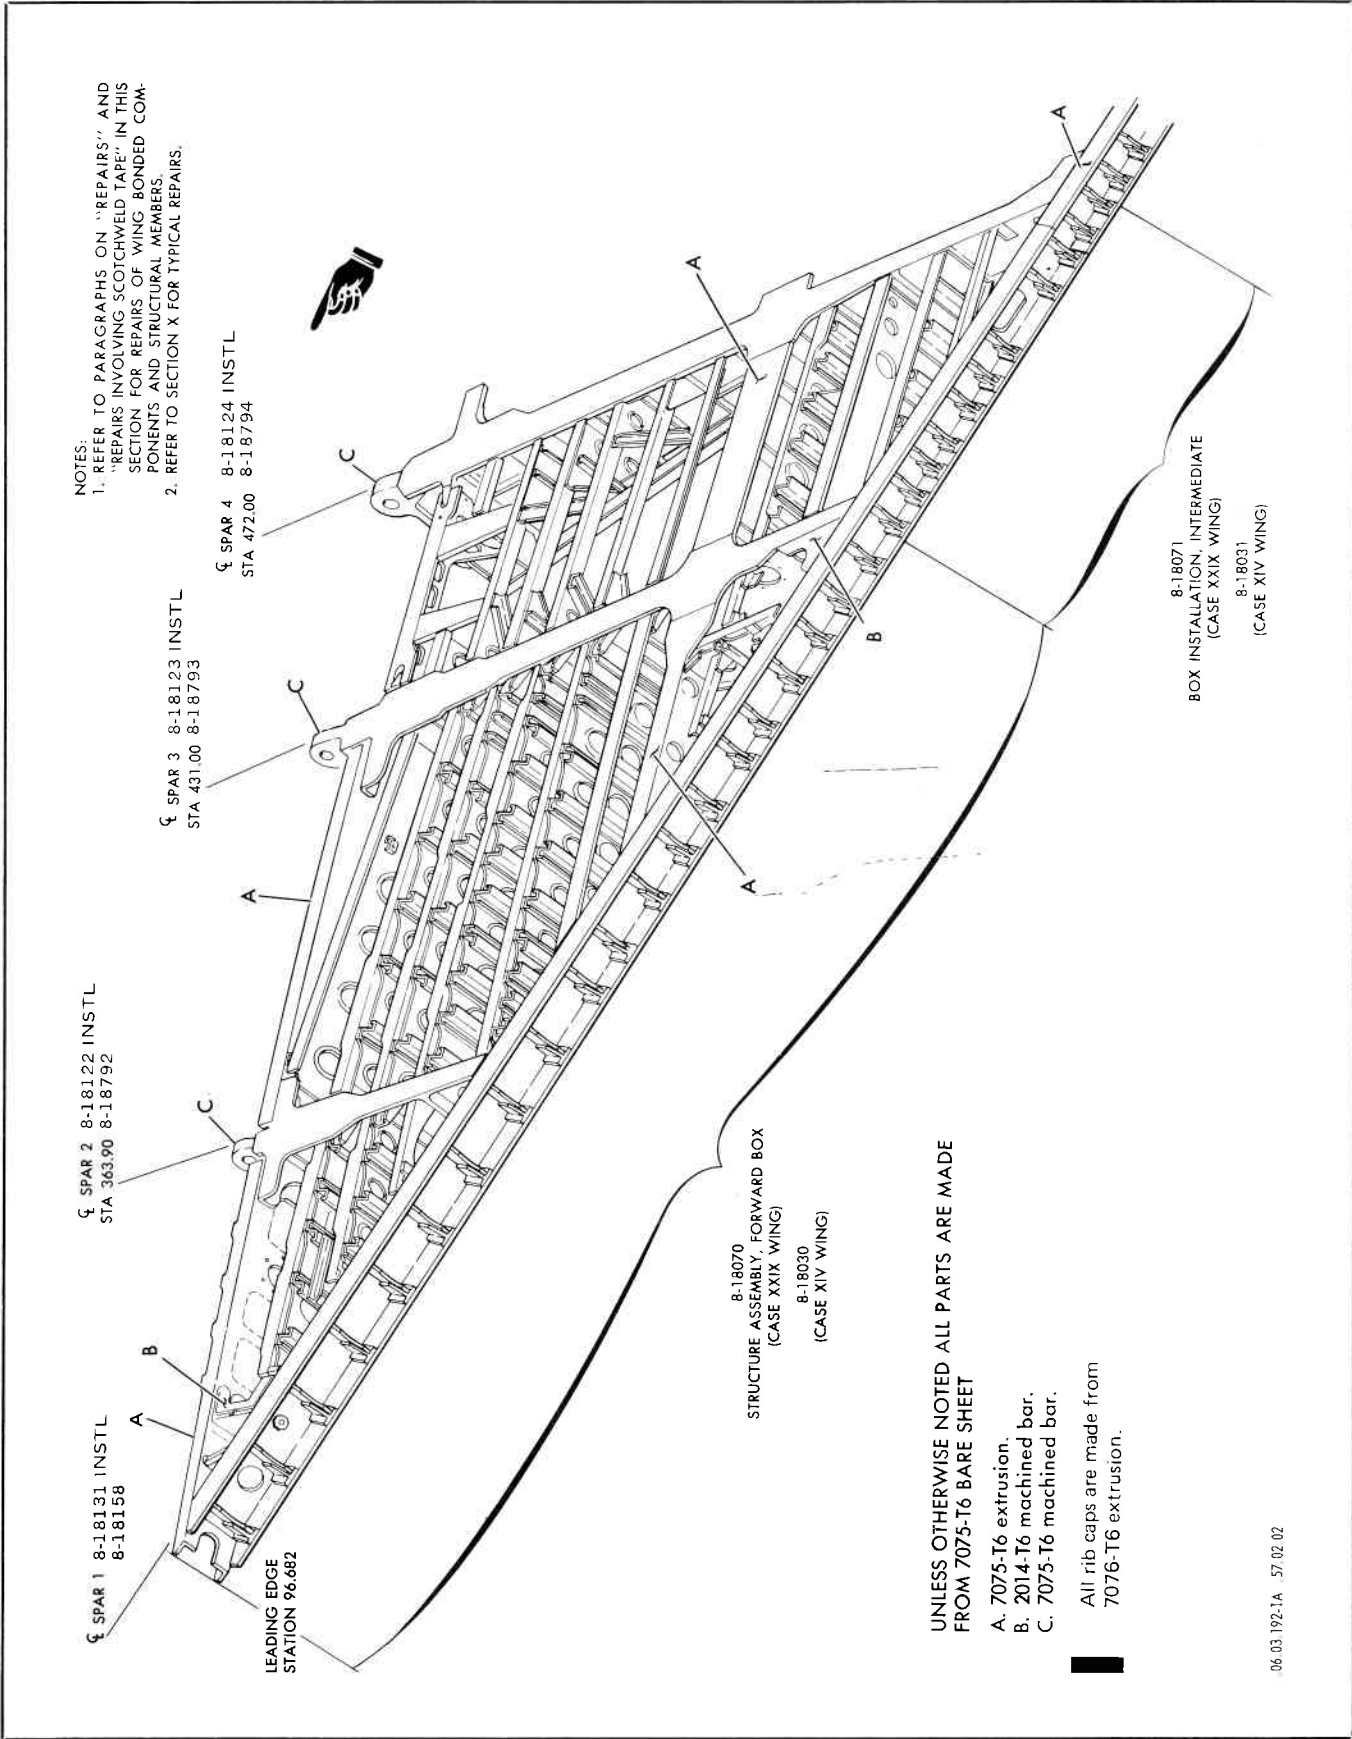 NOTES:
1. REFER TO PARAGRAPHS ON "REPAIRS" AND
"REPAIRS INVOLVING SCOTCHWELD TAPE" IN THIS
SECTION FOR REPAIRS OF WING BONDED COM-
PONENTS AND STRUCTURAL MEMBERS.
2. REFER TO SECTION X FOR TYPICAL REPAIRS.
℄ SPAR 1 8-18131 INSTL
8-18158
℄ SPAR 2 8-18122 INSTL
STA 363.90 8-18792
℄ SPAR 3 8-18123 INSTL
STA 431.00 8-18793
℄ SPAR 4 8-18124 INSTL
STA 472.00 8-18794
A
B
C
A
C
C
A
A
A
B
LEADING EDGE
STATION 96.682
8-18070
STRUCTURE ASSEMBLY, FORWARD BOX
(CASE XXIX WING)
8-18030
(CASE XIV WING)
8-18071
BOX INSTALLATION, INTERMEDIATE
(CASE XXIX WING)
8-18031
(CASE XIV WING)
UNLESS OTHERWISE NOTED ALL PARTS ARE MADE
FROM 7075-T6 BARE SHEET
A. 7075-T6 extrusion.
B. 2014-T6 machined bar.
C. 7075-T6 machined bar.
All rib caps are made from
7076-T6 extrusion.
.06.03.192-1A .57.02.02